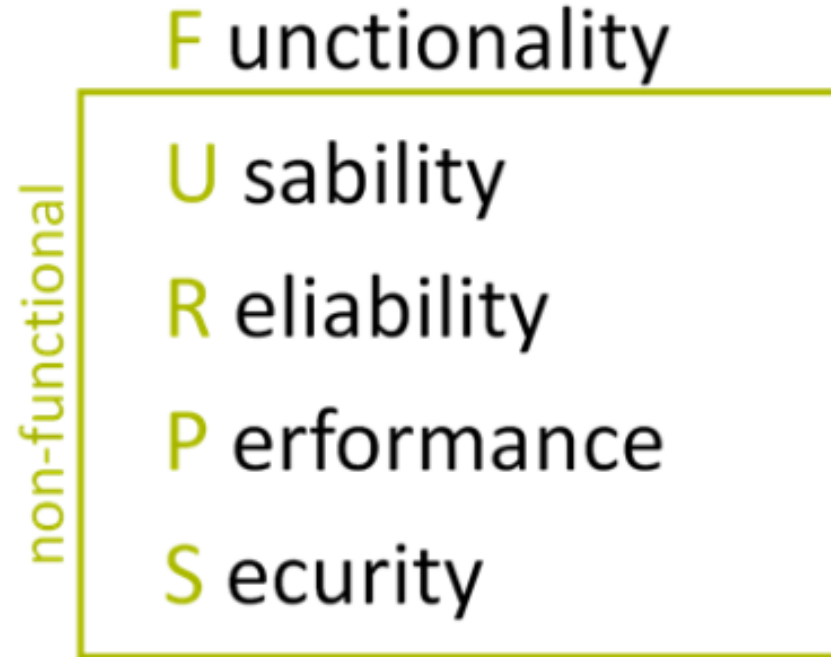 F unctionality
U sability
R eliability
P erformance
S ecurity
non-functional